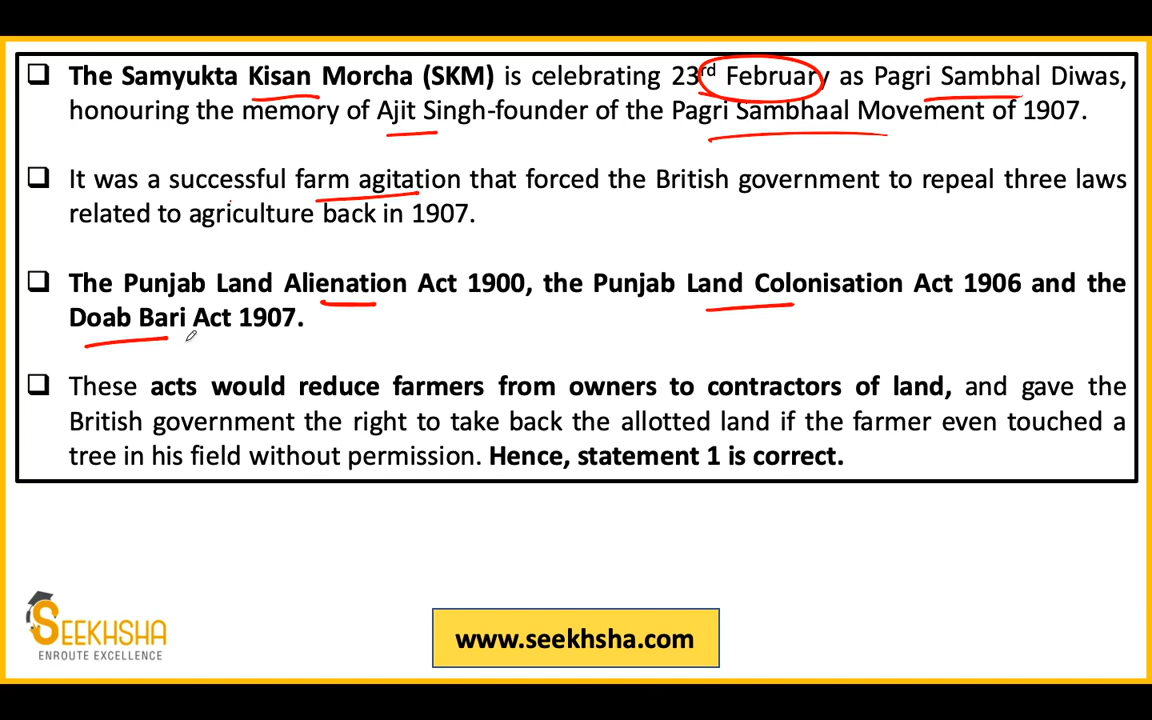 ❑ The Samyukta Kisan Morcha (SKM) is celebrating 23rd February as Pagri Sambhal Diwas,
honouring the memory of Ajit Singh-founder of the Pagri Sambhaal Movement of 1907.
❑ It was a successful farm agitation that forced the British government to repeal three laws
related to agriculture back in 1907.
❑ The Punjab Land Alienation Act 1900, the Punjab Land Colonisation Act 1906 and the
Doab Bari Act 1907.
❑ These acts would reduce farmers from owners to contractors of land, and gave the
British government the right to take back the allotted land if the farmer even touched a
tree in his field without permission. Hence, statement 1 is correct.
SEEKHSHA
ENROUTE EXCELLENCE
www.seekhsha.com